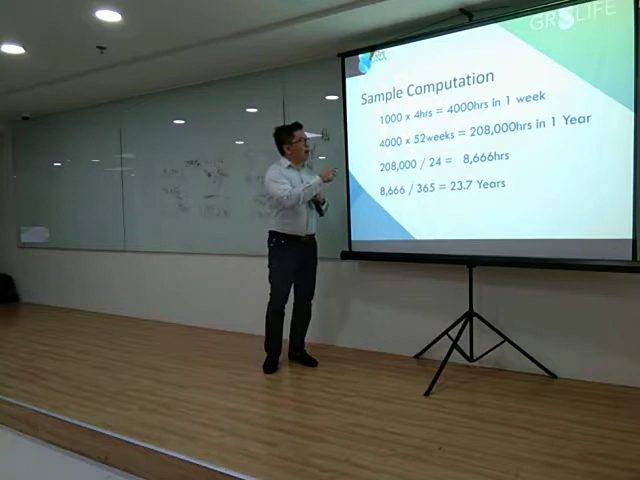 GR8LIFE
Sample Computation
1000 x 4hrs = 4000hrs in 1 week
4000 x 52weeks = 208,000hrs in 1 Year
208,000 / 24 = 8,666hrs
8,666 / 365 = 23.7 Years